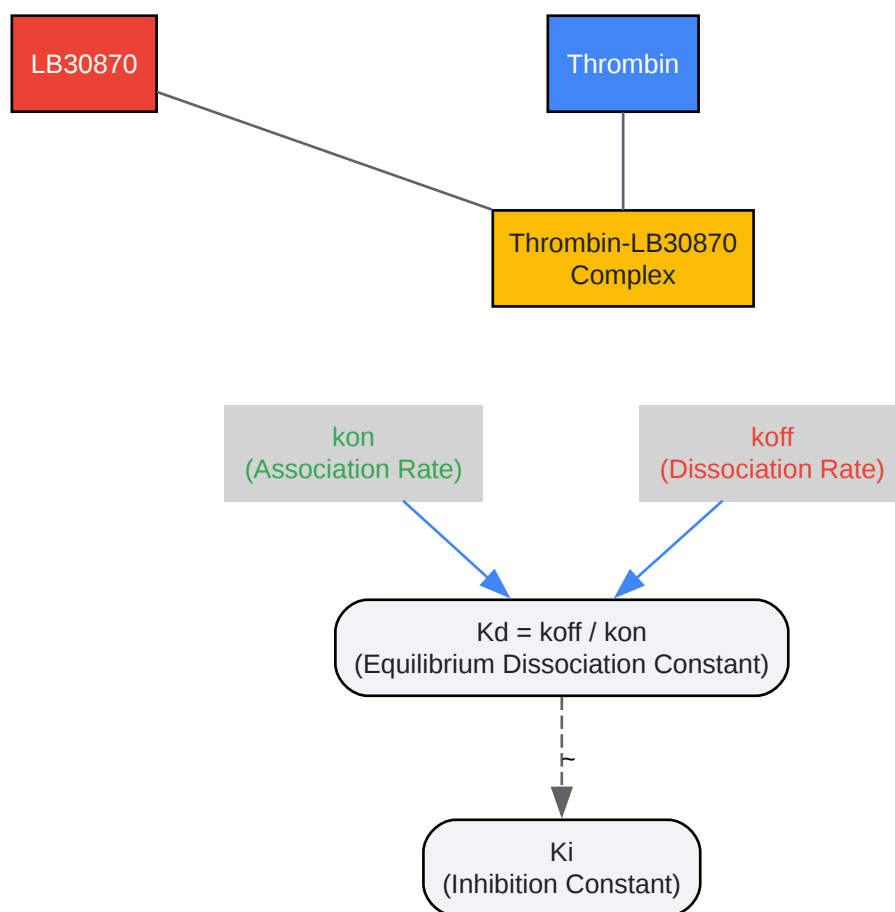 LB30870
Thrombin
Thrombin-LB30870
Complex
kon
(Association Rate)
koff
(Dissociation Rate)
Kd = koff / kon
(Equilibrium Dissociation Constant)
~
Ki
(Inhibition Constant)